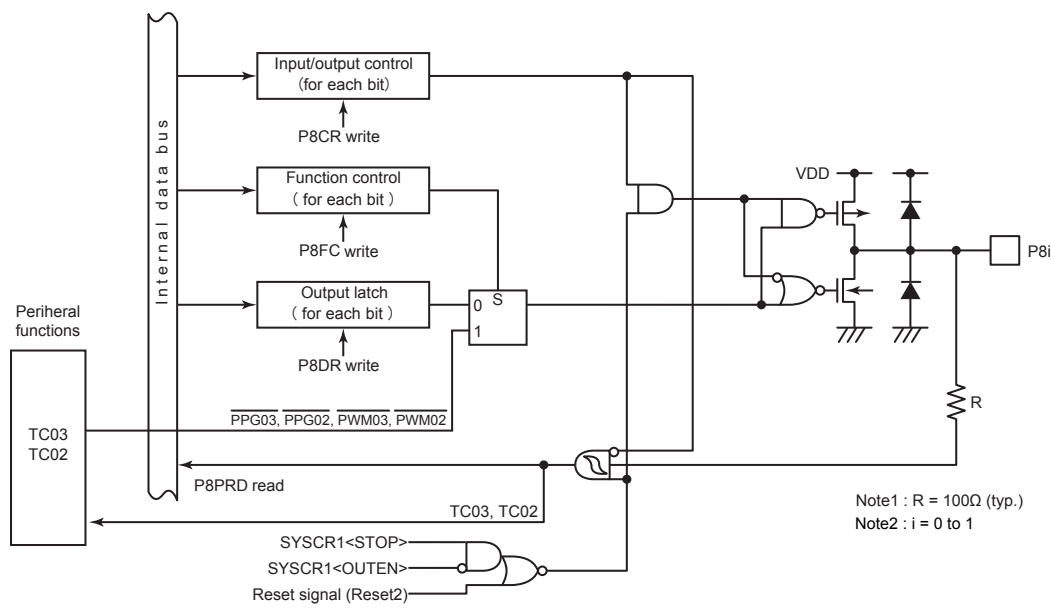 Input/output control
(for each bit)
P8CR write
Internal data bus
Function control
( for each bit )
P8FC write
Output latch
( for each bit )
P8DR write
S
0
1
VDD
P8i
R
Periheral
functions
TC03
TC02
PPG03, PPG02, PWM03, PWM02
P8PRD read
TC03, TC02
SYSCR1<STOP>
SYSCR1<OUTEN>
Reset signal (Reset2)
Note1 : R = 100Ω (typ.)
Note2 : i = 0 to 1